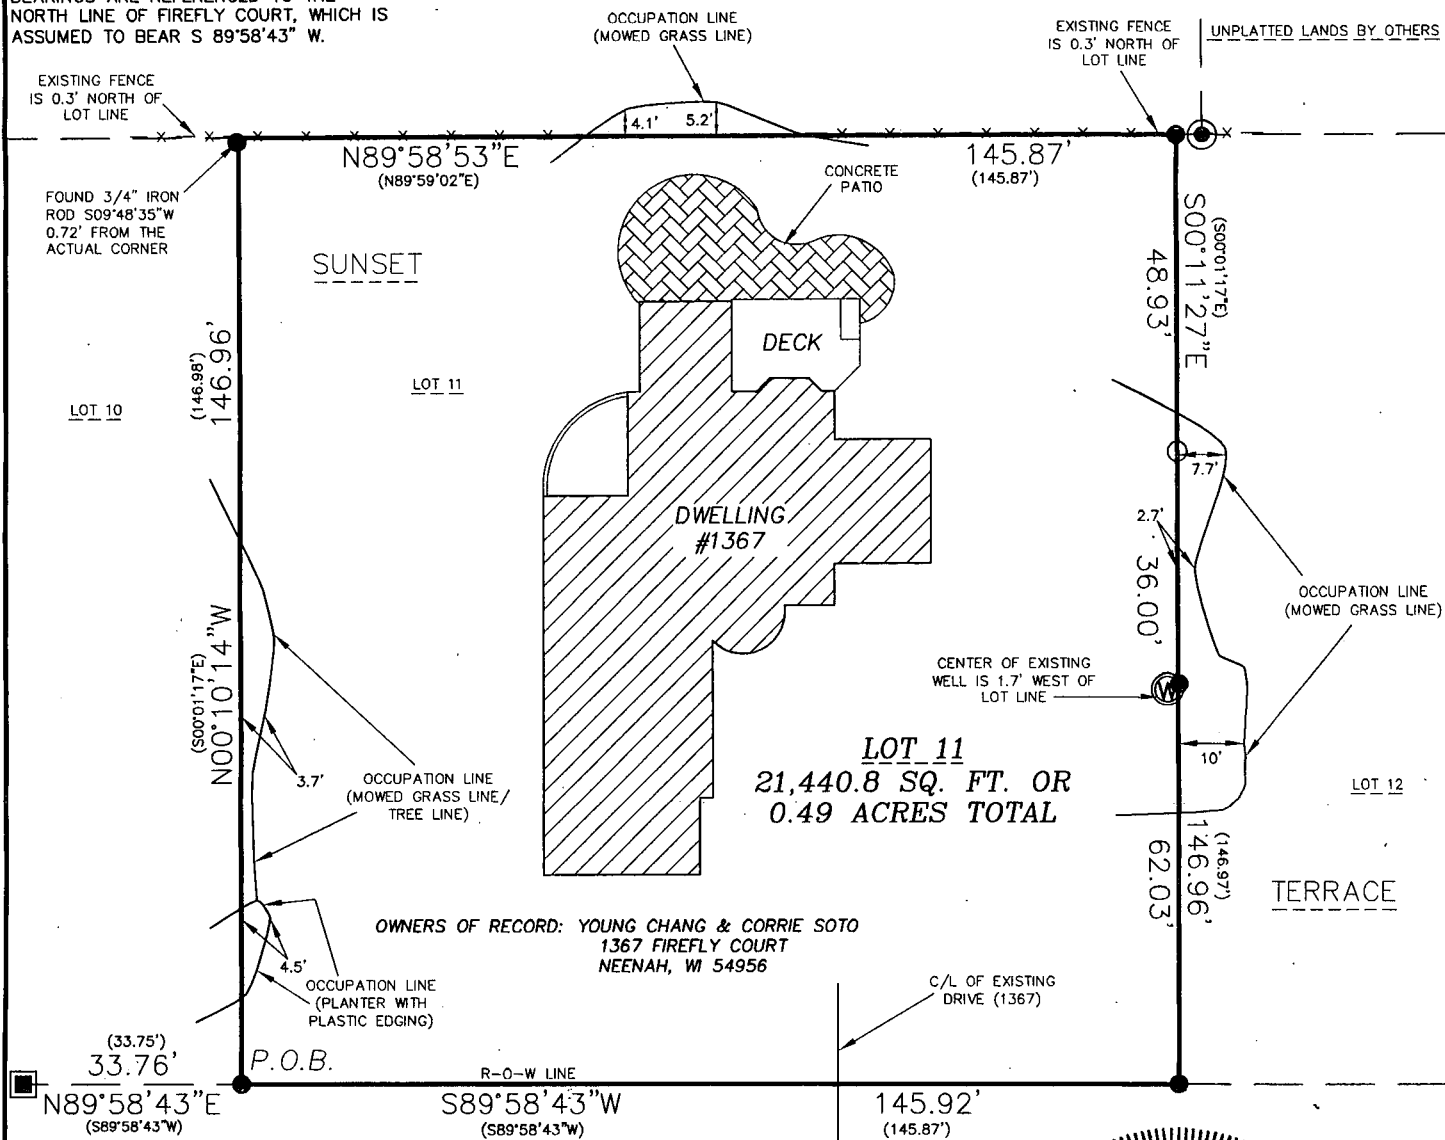 NORTH LINE OF FIREFLY COURT, WHICH IS
ASSUMED TO BEAR S 89°58'43" W.
OCCUPATION LINE
(MOWED GRASS LINE)
EXISTING FENCE
IS 0.3' NORTH OF
LOT LINE
UNPLATTED LANDS BY OTHERS
EXISTING FENCE
IS 0.3' NORTH OF
LOT LINE
4.1'
5.2'
N89°58'53"E
(N89°59'02"E)
145.87'
(145.87')
CONCRETE
PATIO
FOUND 3/4" IRON
ROD S09°48'35"W
0.72' FROM THE
ACTUAL CORNER
SUNSET
(S00°01'17"E)
S00°11'27"E
48.93'
DECK
(146.98')
146.96'
LOT 11
LOT 10
7.7'
DWELLING
#1367
2.7'
36.00'
OCCUPATION LINE
(MOWED GRASS LINE)
(S00°01'17"E)
N00°10'14"W
CENTER OF EXISTING
WELL IS 1.7' WEST OF
LOT LINE
W
3.7'
OCCUPATION LINE
(MOWED GRASS LINE/
TREE LINE)
LOT 11
21,440.8 SQ. FT. OR
0.49 ACRES TOTAL
10'
LOT 12
(146.97')
146.96'
62.03'
TERRACE
OWNERS OF RECORD: YOUNG CHANG & CORRIE SOTO
1367 FIREFLY COURT
NEENAH, WI 54956
4.5'
OCCUPATION LINE
(PLANTER WITH
PLASTIC EDGING)
C/L OF EXISTING
DRIVE (1367)
(33.75')
33.76'
P.O.B.
R-O-W LINE
N89°58'43"E
(S89°58'43"W)
S89°58'43"W
(S89°58'43"W)
145.92'
(145.87')